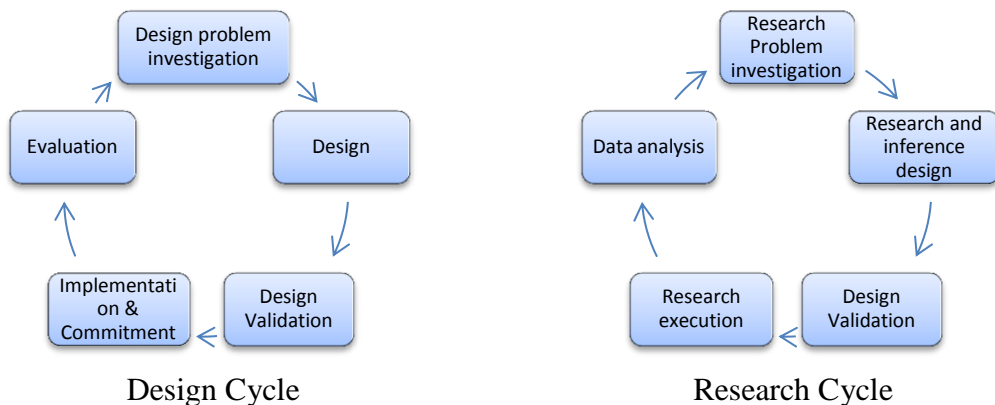 Design problem
investigation
Design
Design
Validation
Implementati
on &
Commitment
Evaluation
Design Cycle
Research
Problem
investigation
Research and
inference
design
Design
Validation
Research
execution
Data analysis
Research Cycle